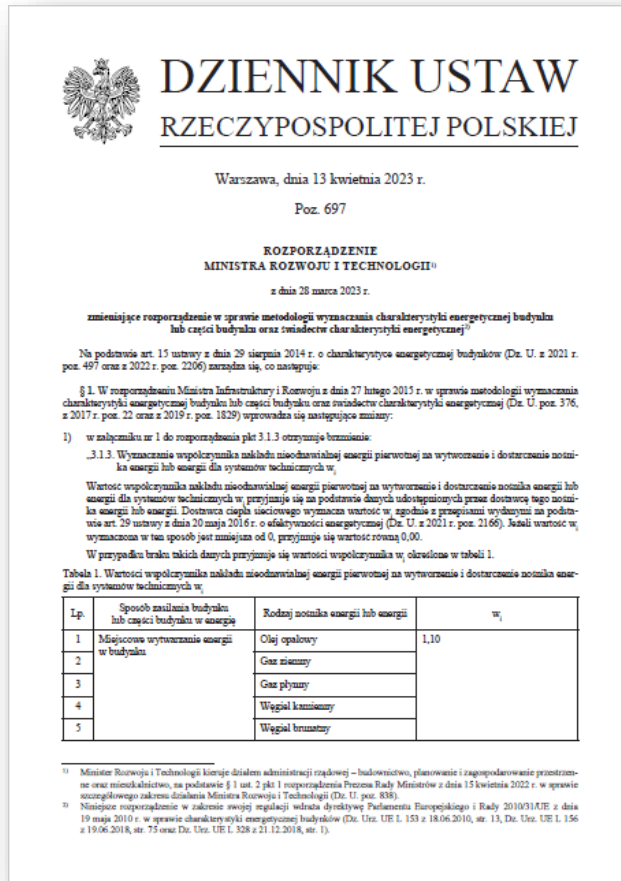 DZIENNIK USTAW
RZECZYPOSPOLITEJ POLSKIEJ
Warszawa, dnia 13 kwietnia 2023 r.
Poz. 697
ROZPORZĄDZENIE
MINISTRA ROZWOJU I TECHNOLOGII¹⁾
z dnia 28 marca 2023 r.
zmieniające rozporządzenie w sprawie metodologii wyznaczania charakterystyki energetycznej budynku
lub części budynku oraz świadectw charakterystyki energetycznej²⁾
Na podstawie art. 15 ustawy z dnia 29 sierpnia 2014 r. o charakterystyce energetycznej budynków (Dz. U. z 2021 r.
poz. 497 oraz z 2022 r. poz. 2206) zarządza się, co następuje:
§ 1. W rozporządzeniu Ministra Infrastruktury i Rozwoju z dnia 27 lutego 2015 r. w sprawie metodologii wyznaczania
charakterystyki energetycznej budynku lub części budynku oraz świadectw charakterystyki energetycznej (Dz. U. poz. 376,
z 2017 r. poz. 22 oraz z 2019 r. poz. 1829) wprowadza się następujące zmiany:
1) w załączniku nr 1 do rozporządzenia pkt 3.1.3 otrzymuje brzmienie:
„3.1.3. Wyznaczanie współczynnika nakładu nieodnawialnej energii pierwotnej na wytworzenie i dostarczenie nośni-
ka energii lub energii dla systemów technicznych wᵢ
Wartość współczynnika nakładu nieodnawialnej energii pierwotnej na wytworzenie i dostarczenie nośnika energii lub
energii dla systemów technicznych wᵢ przyjmuje się na podstawie danych udostępnionych przez dostawcę tego nośni-
ka energii lub energii. Dostawca ciepła sieciowego wyznacza wartość wᵢ zgodnie z przepisami wydanymi na podsta-
wie art. 29 ustawy z dnia 20 maja 2016 r. o efektywności energetycznej (Dz. U. z 2021 r. poz. 2166). Jeżeli wartość wᵢ
wyznaczona w ten sposób jest mniejsza od 0, przyjmuje się wartość równą 0,00.
W przypadku braku takich danych przyjmuje się wartości współczynnika wᵢ określone w tabeli 1.
Tabela 1. Wartości współczynnika nakładu nieodnawialnej energii pierwotnej na wytworzenie i dostarczenie nośnika ener-
gii dla systemów technicznych wᵢ
Lp. Sposób zasilania budynku lub części budynku w energię Rodzaj nośnika energii lub energii wᵢ
1 Miejscowe wytwarzanie energii w budynku Olej opałowy 1,10
2 Gaz ziemny
3 Gaz płynny
4 Węgiel kamienny
5 Węgiel brunatny
¹⁾ Minister Rozwoju i Technologii kieruje działem administracji rządowej – budownictwo, planowanie i zagospodarowanie przestrzen-
ne oraz mieszkalnictwo, na podstawie § 1 ust. 2 pkt 1 rozporządzenia Prezesa Rady Ministrów z dnia 15 kwietnia 2022 r. w sprawie
szczegółowego zakresu działania Ministra Rozwoju i Technologii (Dz. U. poz. 838).
²⁾ Niniejsze rozporządzenie w zakresie swojej regulacji wdraża dyrektywę Parlamentu Europejskiego i Rady 2010/31/UE z dnia
19 maja 2010 r. w sprawie charakterystyki energetycznej budynków (Dz. Urz. UE L 153 z 18.06.2010, str. 13, Dz. Urz. UE L 156
z 19.06.2018, str. 75 oraz Dz. Urz. UE L 328 z 21.12.2018, str. 1).